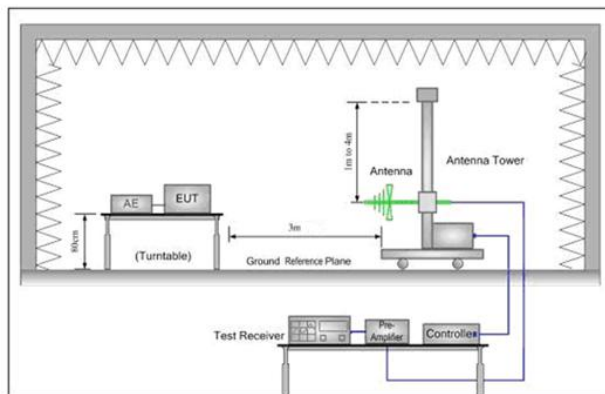 1m to 4m
Antenna
Antenna Tower
AE
EUT
80cm
(Turntable)
3m
Ground Reference Plane
Test Receiver
Pre-
Amplifier
Controller